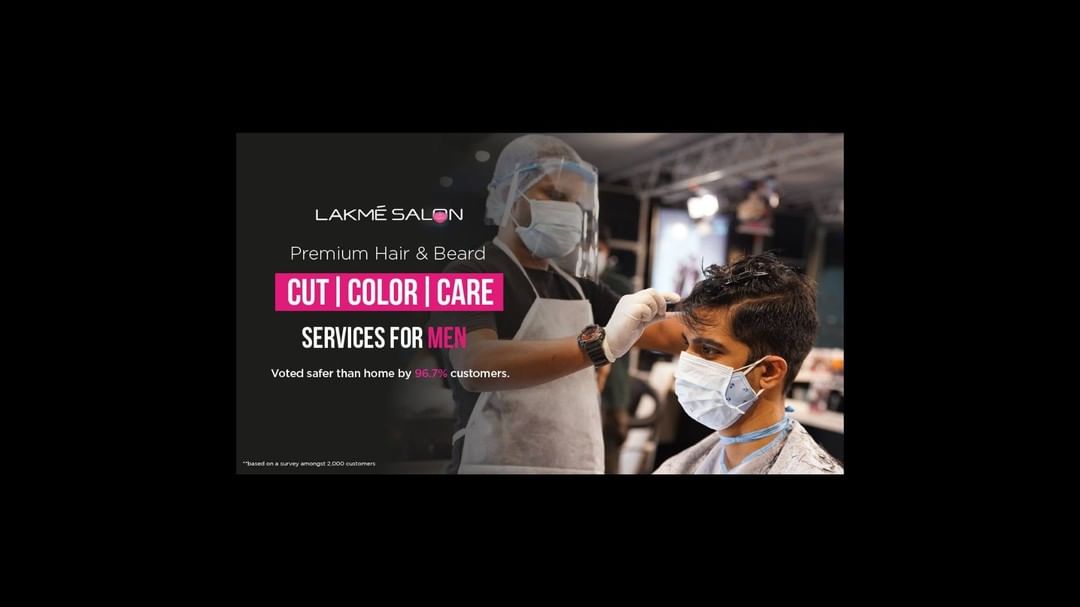 LAKMÉ SALON
Premium Hair & Beard
CUT | COLOR | CARE
SERVICES FOR MEN
Voted safer than home by 96.7% customers.
**based on a survey amongst 2,000 customers